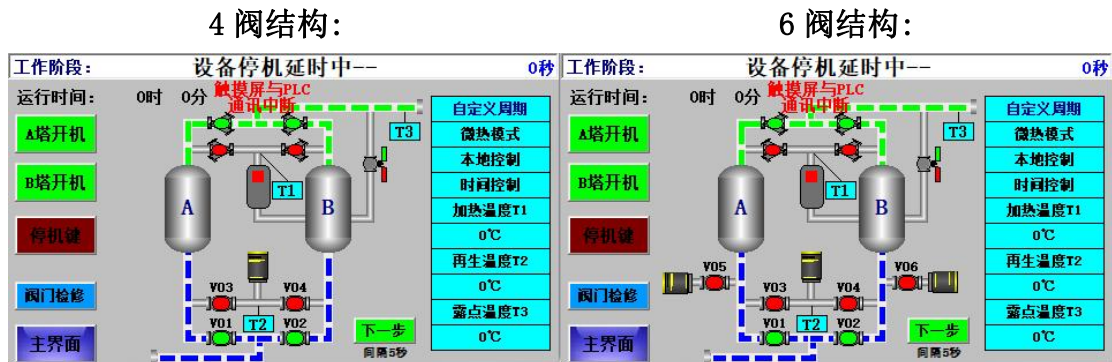 4 阀结构:
工作阶段: 设备停机延时中-- 0秒
运行时间: 0时 0分 触摸屏与PLC
通讯中断
A塔开机
B塔开机
停机键
阀门检修
主界面
A
B
T1
T3
V03 V04
V01 T2 V02
下一步
间隔5秒
自定义周期
微热模式
本地控制
时间控制
加热温度T1
0℃
再生温度T2
0℃
露点温度T3
0℃
6 阀结构:
工作阶段: 设备停机延时中-- 0秒
运行时间: 0时 0分 触摸屏与PLC
通讯中断
A塔开机
B塔开机
停机键
阀门检修
主界面
A
B
T1
T3
V05 V06
V03 V04
V01 T2 V02
下一步
间隔5秒
自定义周期
微热模式
本地控制
时间控制
加热温度T1
0℃
再生温度T2
0℃
露点温度T3
0℃